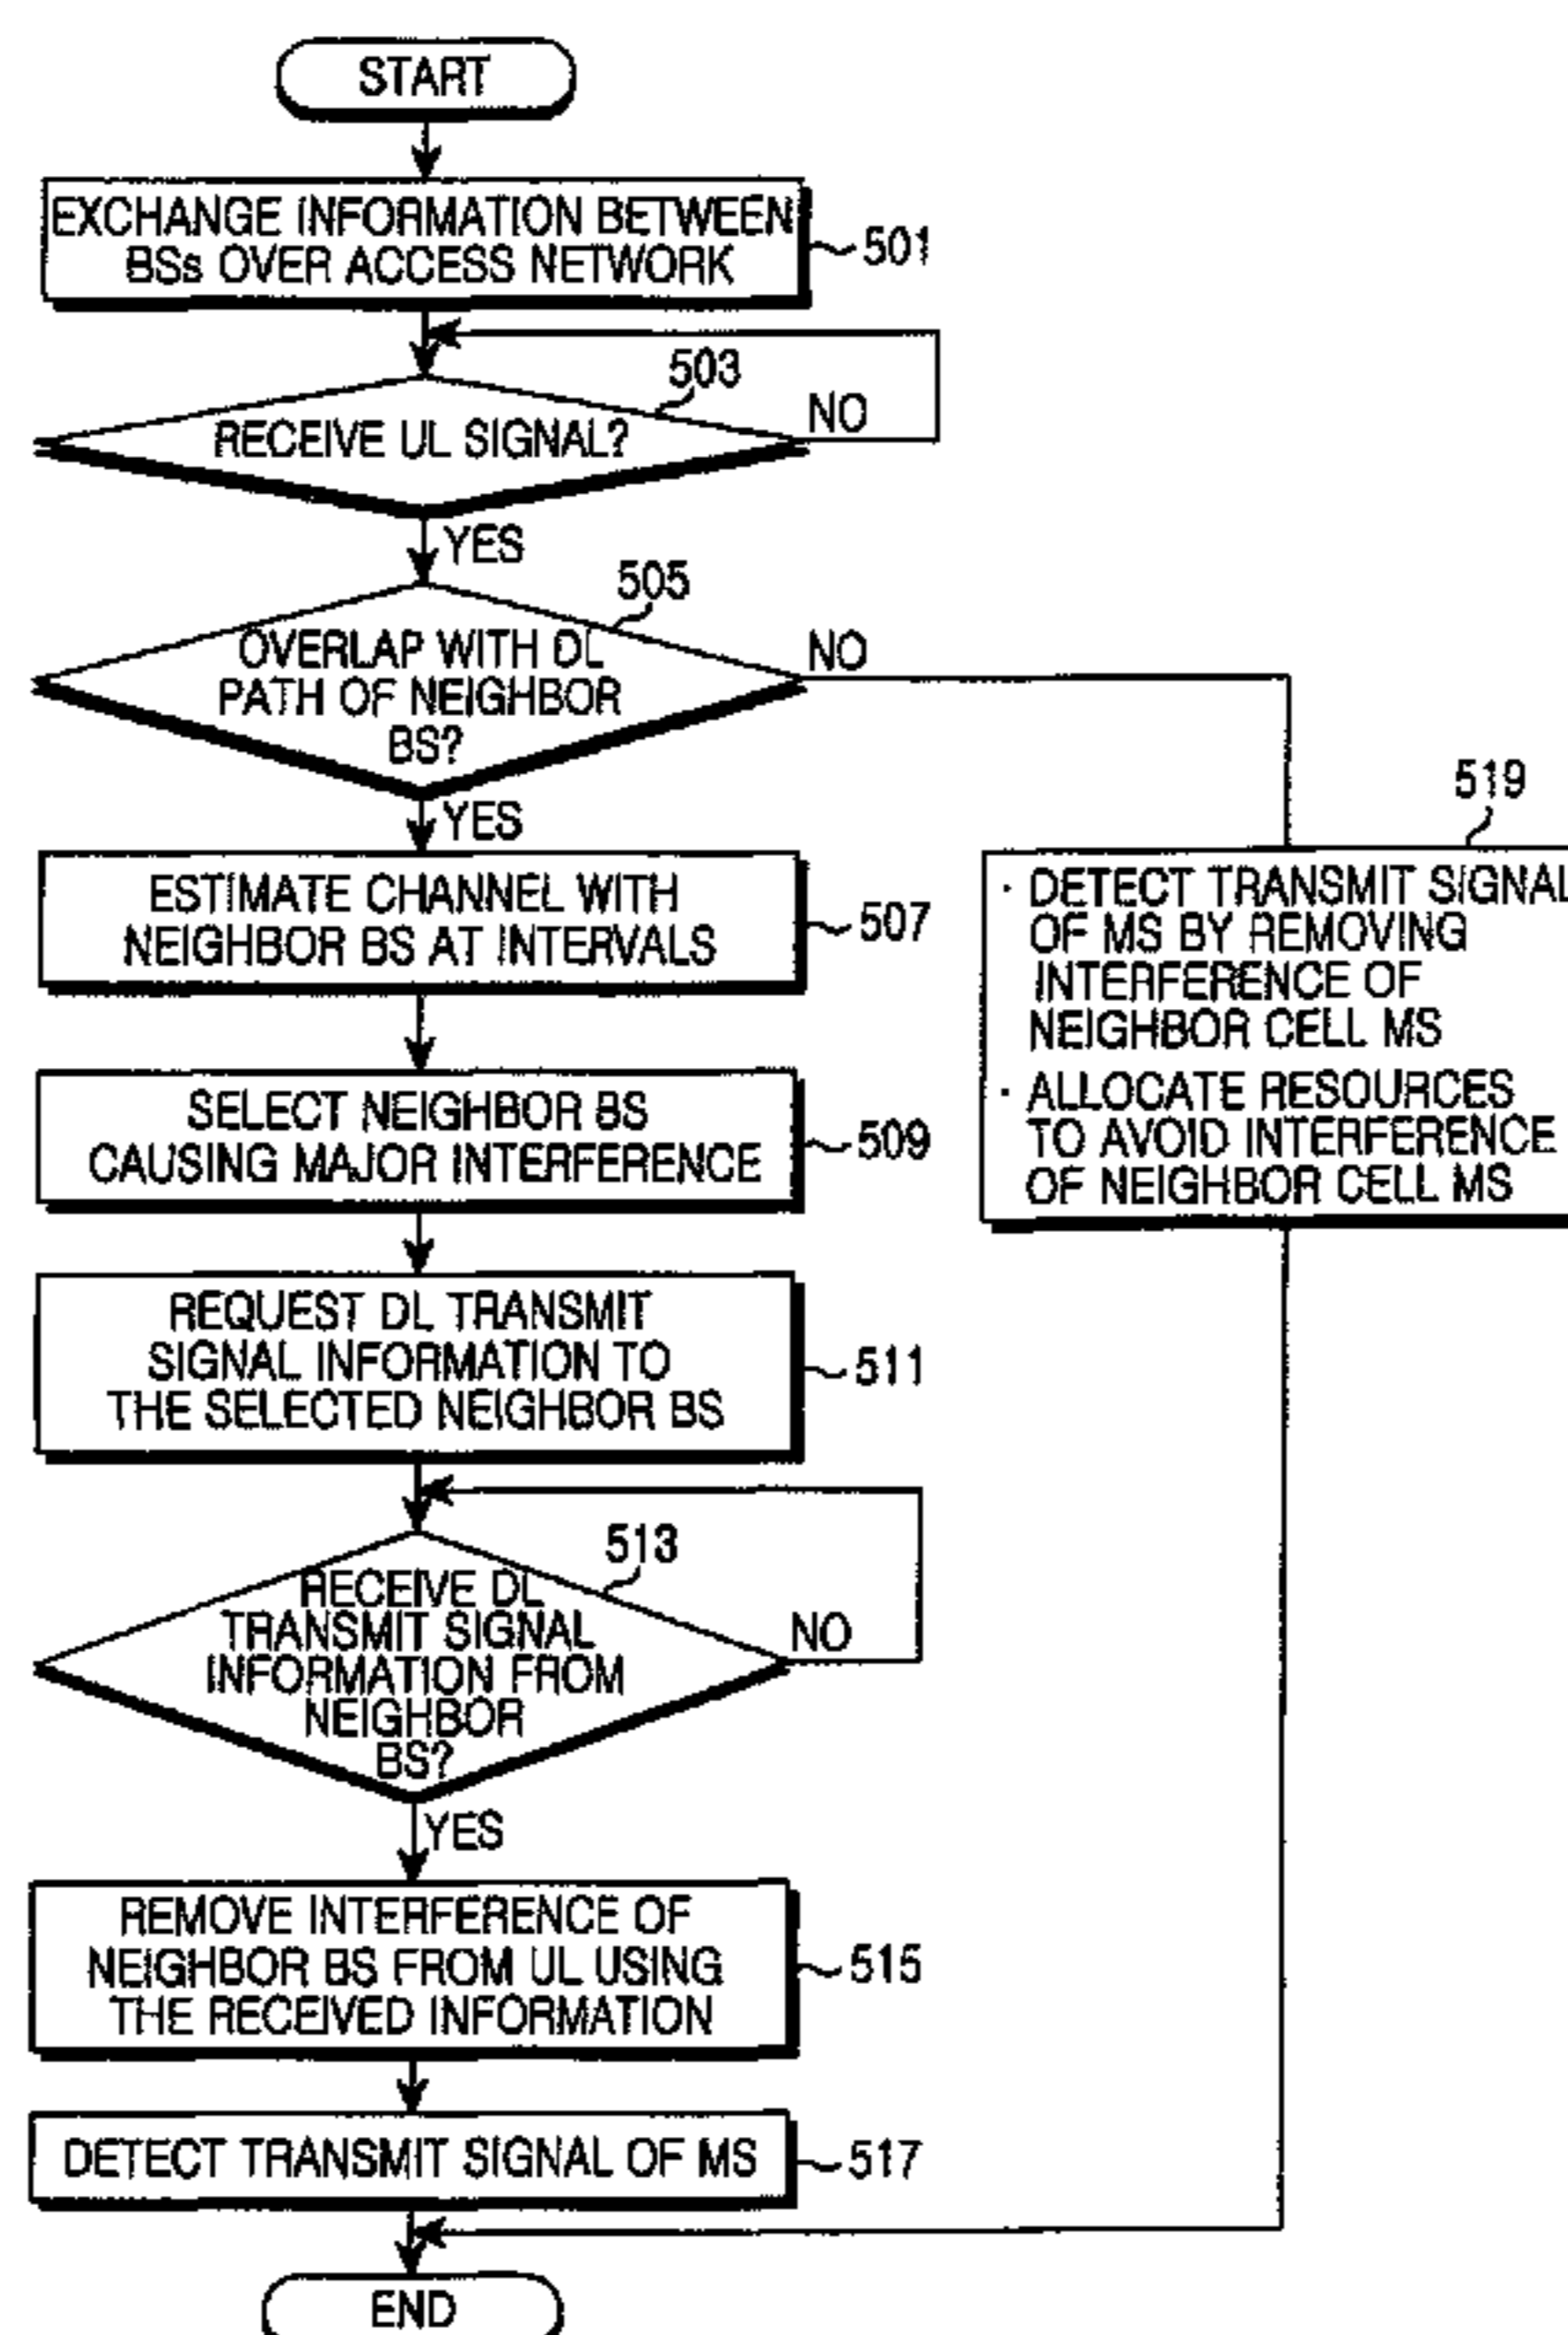 START
EXCHANGE INFORMATION BETWEEN
BSs OVER ACCESS NETWORK
501
503
RECEIVE UL SIGNAL?
NO
YES
505
OVERLAP WITH DL
PATH OF NEIGHBOR
BS?
NO
YES
519
· DETECT TRANSMIT SIGNAL
OF MS BY REMOVING
INTERFERENCE OF
NEIGHBOR CELL MS
· ALLOCATE RESOURCES
TO AVOID INTERFERENCE
OF NEIGHBOR CELL MS
ESTIMATE CHANNEL WITH
NEIGHBOR BS AT INTERVALS
507
SELECT NEIGHBOR BS
CAUSING MAJOR INTERFERENCE
509
REQUEST DL TRANSMIT
SIGNAL INFORMATION TO
THE SELECTED NEIGHBOR BS
511
513
RECEIVE DL
TRANSMIT SIGNAL
INFORMATION FROM
NEIGHBOR
BS?
NO
YES
REMOVE INTERFERENCE OF
NEIGHBOR BS FROM UL USING
THE RECEIVED INFORMATION
515
DETECT TRANSMIT SIGNAL OF MS
517
END